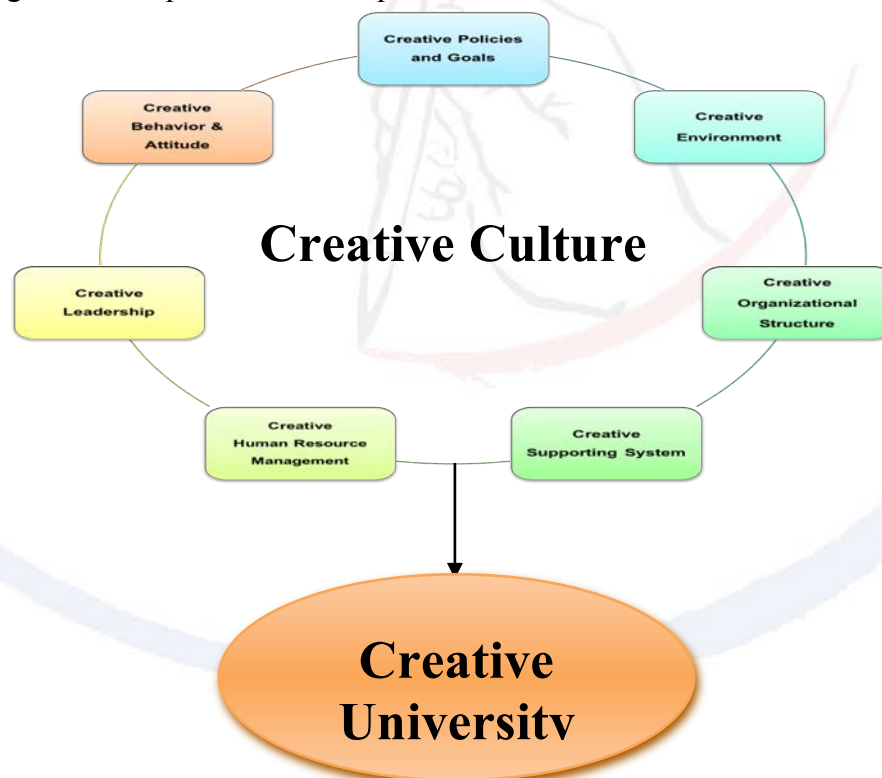 Creative Policies
and Goals
Creative
Behavior &
Attitude
Creative
Environment
Creative Culture
Creative
Leadership
Creative
Organizational
Structure
Creative
Human Resource
Management
Creative
Supporting System
Creative
University